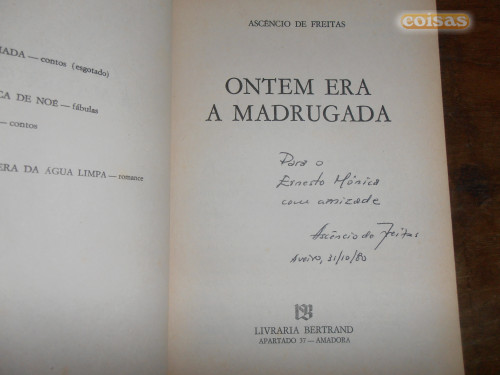 coisas
MADA — contos (esgotado)
CA DE NOÉ — fábulas
— contos
ERA DA ÁGUA LIMPA — romance
ASCÊNCIO DE FREITAS
ONTEM ERA
A MADRUGADA
Para o
Ernesto Mónica
com amizade
Ascêncio de Freitas
Aveiro, 31/10/80
LIVRARIA BERTRAND
APARTADO 37 — AMADORA